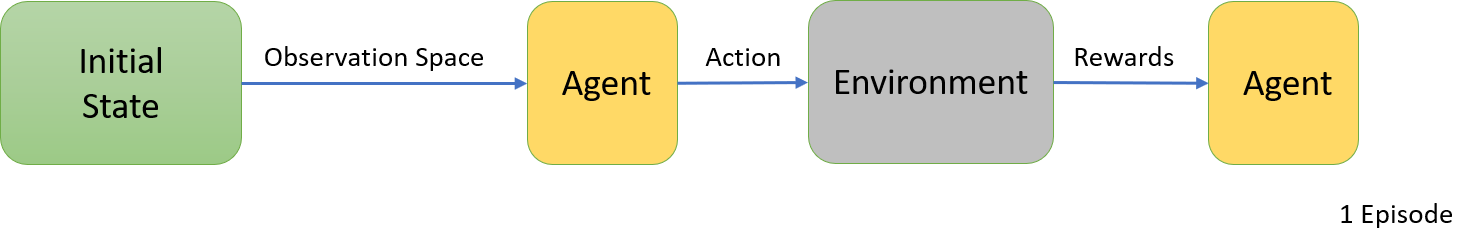 Initial
State
Observation Space
Agent
Action
Environment
Rewards
Agent
1 Episode